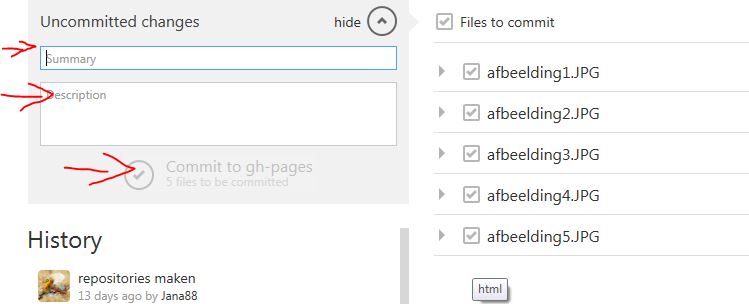 Uncommitted changes
hide
Summary
Description
Commit to gh-pages
5 files to be committed
History
repositories maken
13 days ago by Jana88
Files to commit
afbeelding1.JPG
afbeelding2.JPG
afbeelding3.JPG
afbeelding4.JPG
afbeelding5.JPG
html